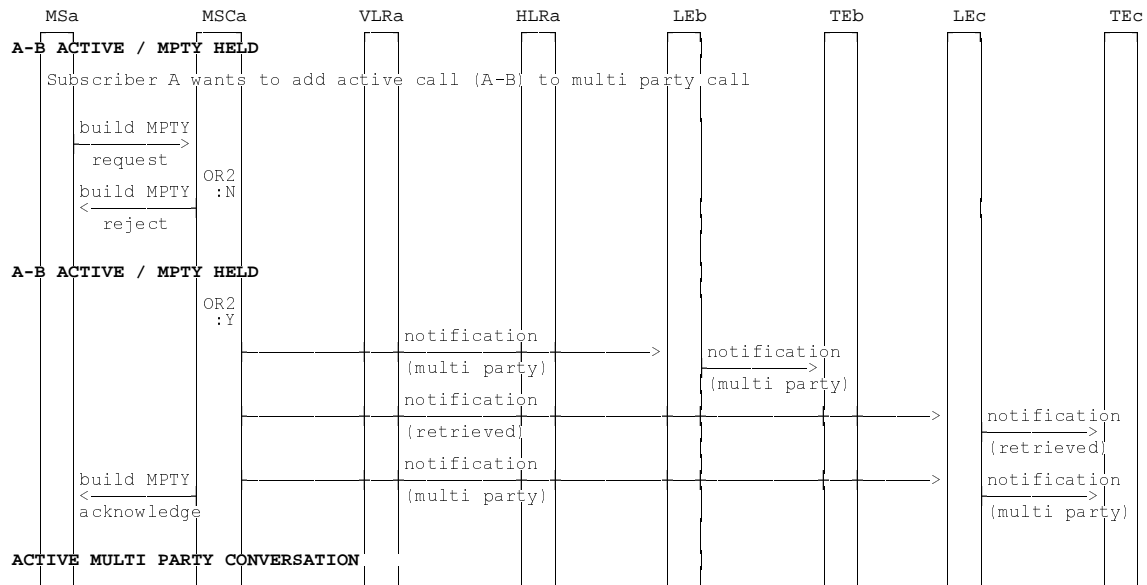 MSa MSCa VLRa HLRa LEb TEb LEc TEc
A-B ACTIVE / MPTY HELD
Subscriber A wants to add active call (A-B) to multi party call
build MPTY
request
OR2
build MPTY :N
reject
A-B ACTIVE / MPTY HELD
OR2
:Y
notification
notification
(multi party)
(multi party)
notification
notification
(retrieved)
(retrieved)
notification
build MPTY notification
(multi party)
acknowledge (multi party)
ACTIVE MULTI PARTY CONVERSATION